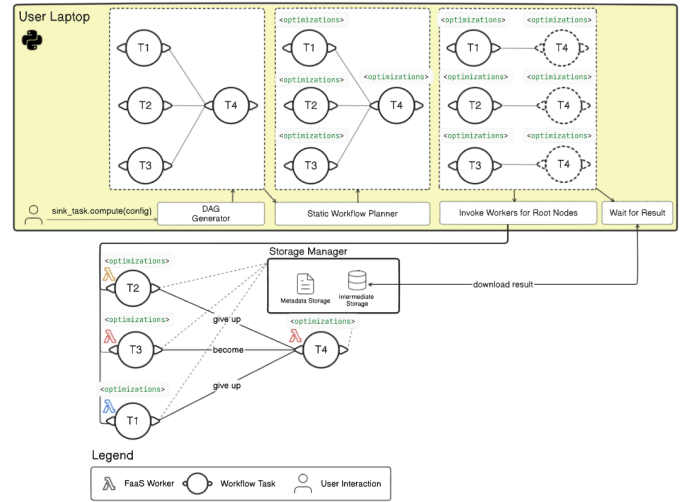 User Laptop
<optimizations>
<optimizations>
<optimizations>
T1
T1
T1
T4
<optimizations>
<optimizations>
<optimizations>
<optimizations>
T2
T4
T2
T4
T2
T4
<optimizations>
<optimizations>
<optimizations>
T3
T3
T3
T4
sink_task.compute(config)
DAG
Generator
Static Workflow Planner
Invoke Workers for Root Nodes
Wait for Result
Storage Manager
<optimizations>
T2
Metadata Storage
Intermediate
Storage
download result
<optimizations>
give up
<optimizations>
T3
become
T4
<optimizations>
give up
T1
Legend
FaaS Worker
Workflow Task
User Interaction